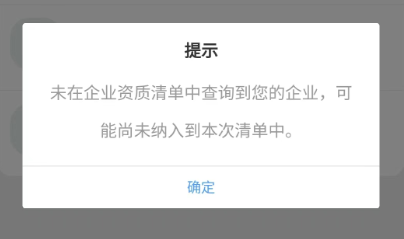 提示
未在企业资质清单中查询到您的企业，可
能尚未纳入到本次清单中。
确定